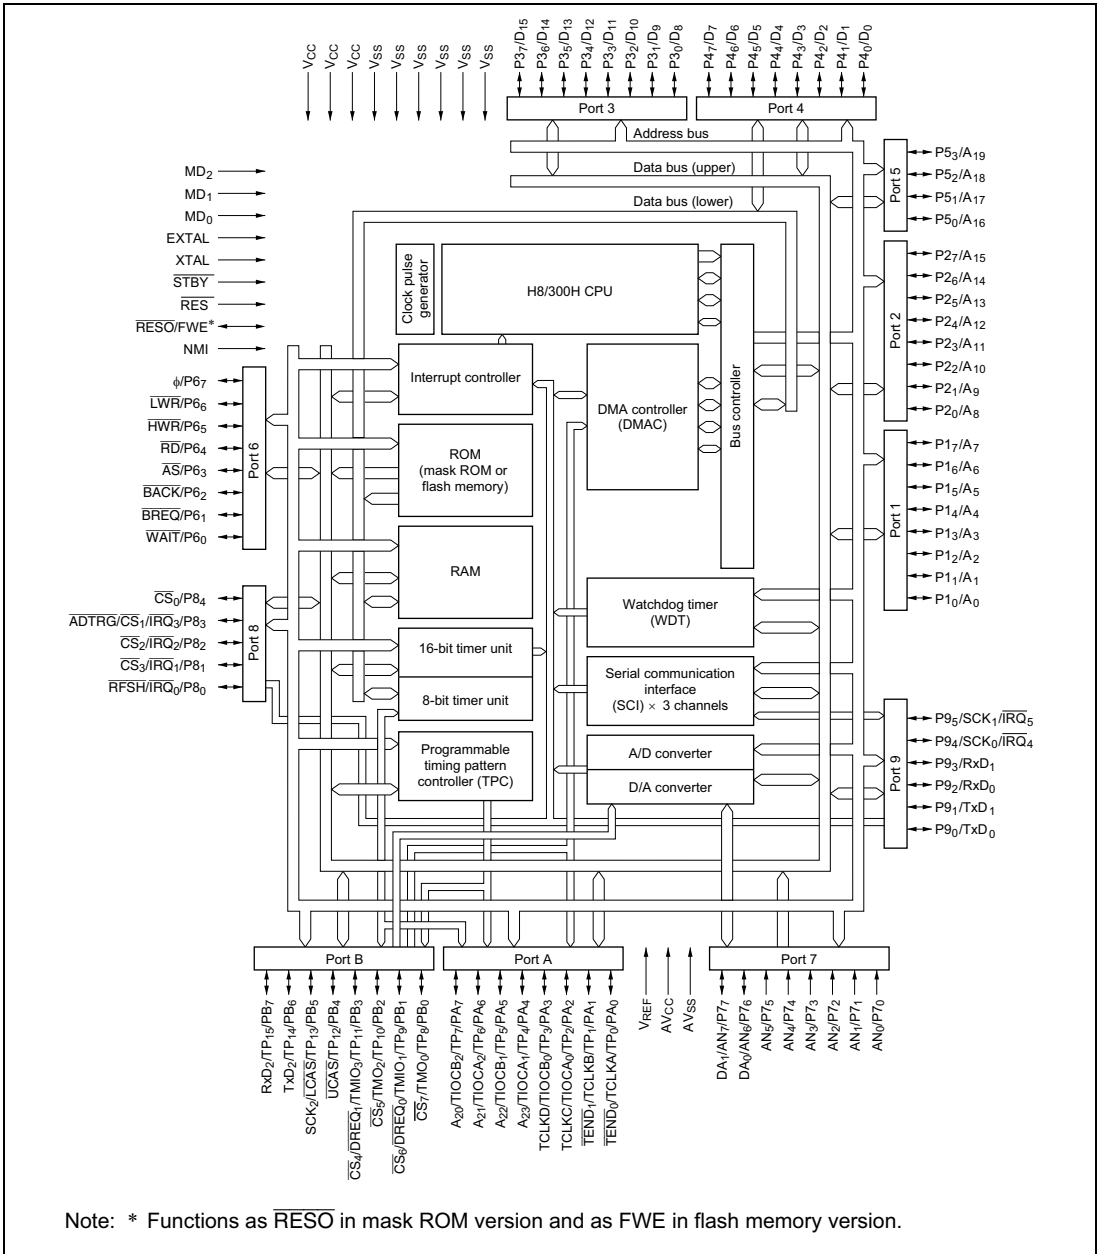 VCC
VCC
VCC
VSS
VSS
VSS
VSS
VSS
VSS
P37/D15
P36/D14
P35/D13
P34/D12
P33/D11
P32/D10
P31/D9
P30/D8
P47/D7
P46/D6
P45/D5
P44/D4
P43/D3
P42/D2
P41/D1
P40/D0
Port 3
Port 4
Address bus
Data bus (upper)
Data bus (lower)
MD2
MD1
MD0
EXTAL
XTAL
STBY
RES
RESO/FWE*
NMI
φ/P67
LWR/P66
HWR/P65
RD/P64
AS/P63
BACK/P62
BREQ/P61
WAIT/P60
Port 6
CS0/P84
ADTRG/CS1/IRQ3/P83
CS2/IRQ2/P82
CS3/IRQ1/P81
RFSH/IRQ0/P80
Port 8
Clock pulse
generator
H8/300H CPU
Interrupt controller
ROM
(mask ROM or
flash memory)
RAM
16-bit timer unit
8-bit timer unit
Programmable
timing pattern
controller (TPC)
DMA controller
(DMAC)
Bus controller
Watchdog timer
(WDT)
Serial communication
interface
(SCI) × 3 channels
A/D converter
D/A converter
Port 5
P53/A19
P52/A18
P51/A17
P50/A16
Port 2
P27/A15
P26/A14
P25/A13
P24/A12
P23/A11
P22/A10
P21/A9
P20/A8
Port 1
P17/A7
P16/A6
P15/A5
P14/A4
P13/A3
P12/A2
P11/A1
P10/A0
Port 9
P95/SCK1/IRQ5
P94/SCK0/IRQ4
P93/RxD1
P92/RxD0
P91/TxD1
P90/TxD0
Port B
Port A
Port 7
RxD2/TP15/PB7
TxD2/TP14/PB6
SCK2/LCAS/TP13/PB5
UCAS/TP12/PB4
CS4/DREQ1/TMIO3/TP11/PB3
CS5/TMO2/TP10/PB2
CS6/DREQ0/TMIO1/TP9/PB1
CS7/TMO0/TP8/PB0
A20/TIOCB2/TP7/PA7
A21/TIOCA2/TP6/PA6
A22/TIOCB1/TP5/PA5
A23/TIOCA1/TP4/PA4
TCLKD/TIOCB0/TP3/PA3
TCLKC/TIOCA0/TP2/PA2
TEND1/TCLKB/TP1/PA1
TEND0/TCLKA/TP0/PA0
VREF
AVCC
AVSS
DA1/AN7/P77
DA0/AN6/P76
AN5/P75
AN4/P74
AN3/P73
AN2/P72
AN1/P71
AN0/P70
Note: * Functions as RESO in mask ROM version and as FWE in flash memory version.